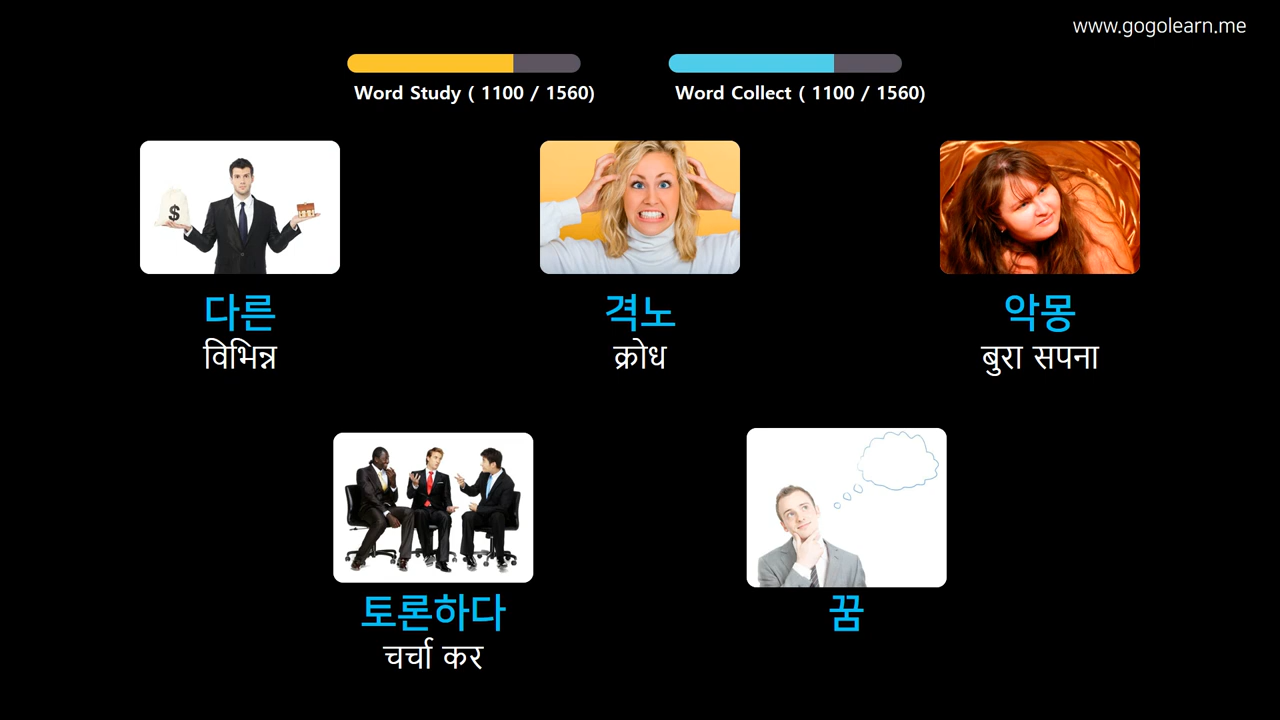 www.gogolearn.me
Word Study ( 1100 / 1560)
Word Collect ( 1100 / 1560)
$
다른
विभिन्न
격노
क्रोध
악몽
बुरा सपना
토론하다
चर्चा कर
꿈